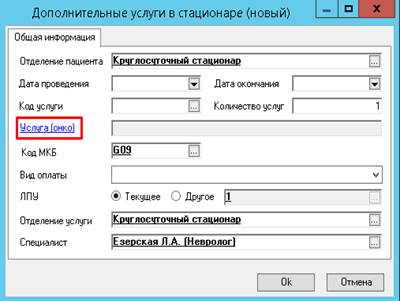 Дополнительные услуги в стационаре (новый)
Общая информация
Отделение пациента Круглосуточный стационар ...
Дата проведения Дата окончания
Код услуги ... Количество услуг 1
Услуга (онко)
Код МКБ G09 ...
Вид оплаты
ЛПУ Текущее Другое 1 ...
Отделение услуги Круглосуточный стационар ...
Специалист Езерская Л.А. (Невролог) ...
Ok Отмена